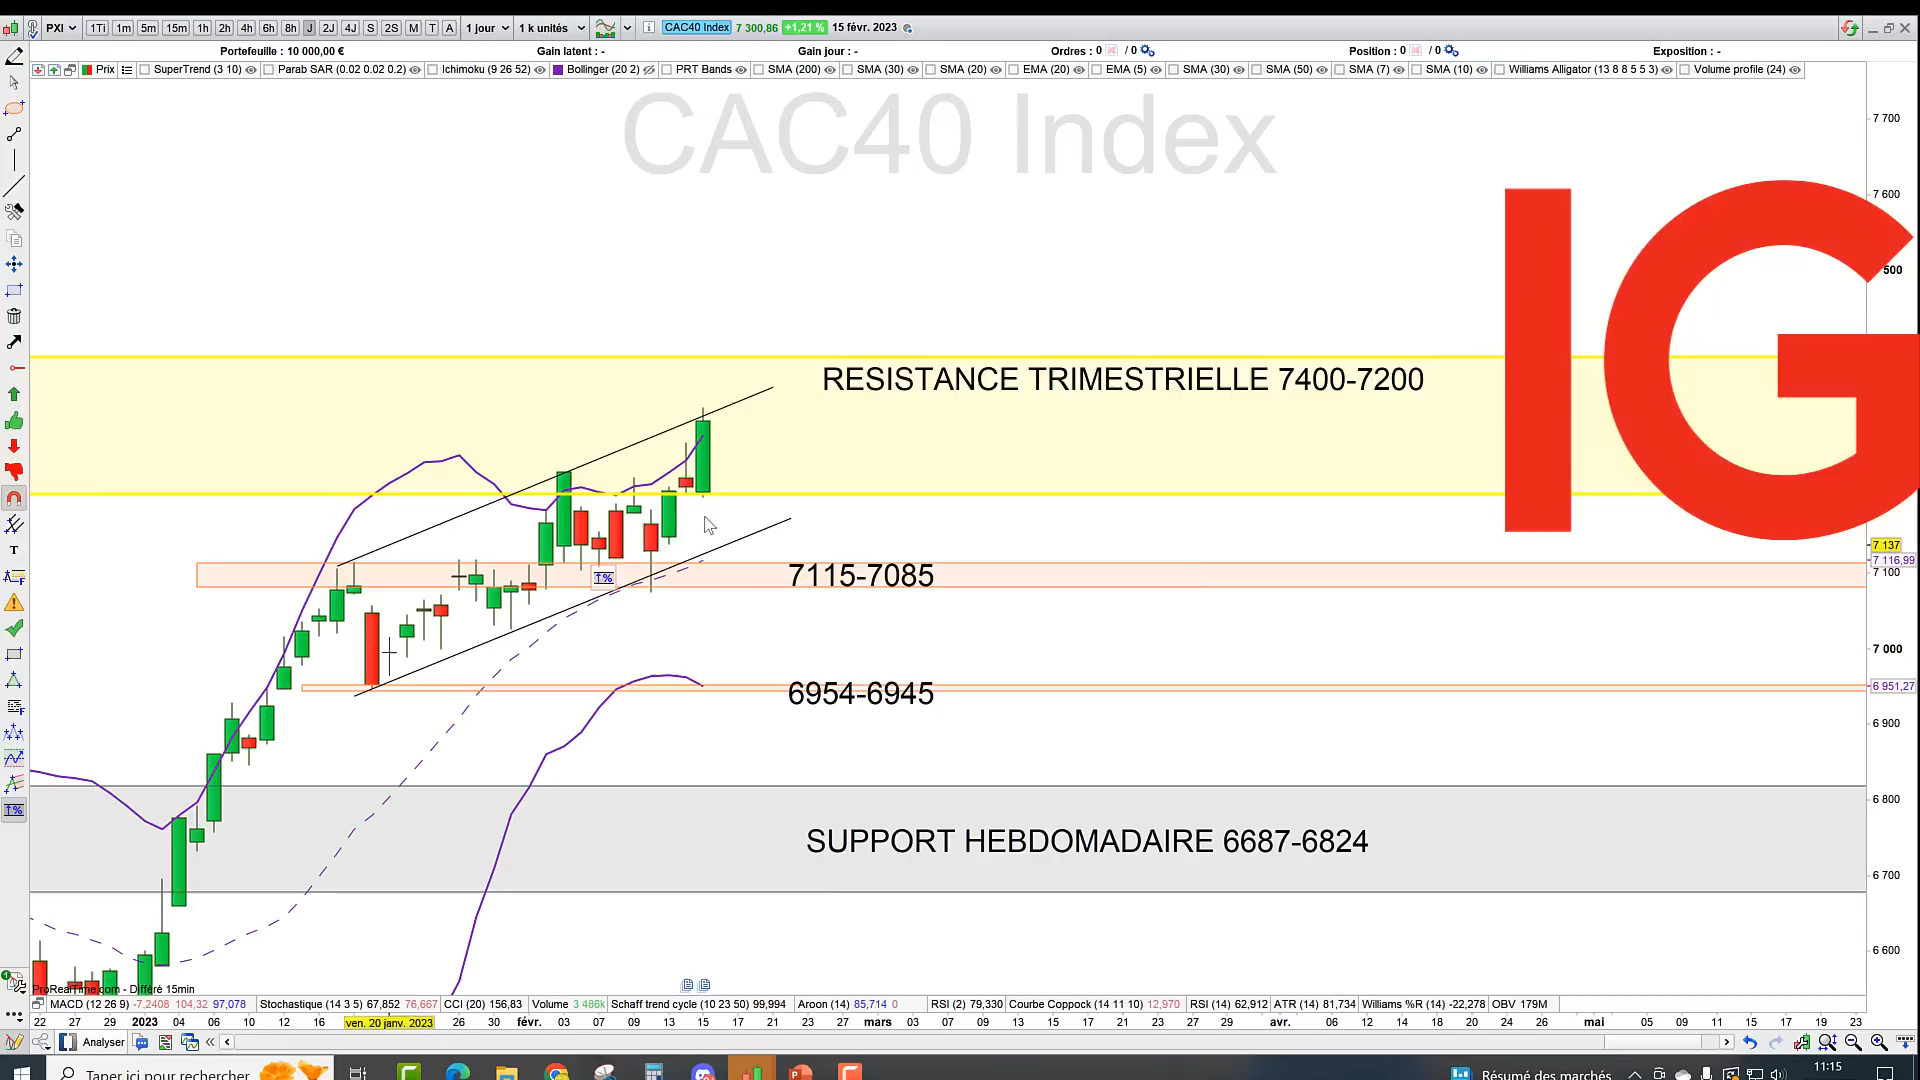 PXI 1Ti 1m 5m 15m 1h 2h 4h 6h 8h J 2J 4J S 2S M T A 1 jour 1 k unités CAC40 Index 7 300,86 +1,21 % 15 févr. 2023
Portefeuille : 10 000,00 € Gain latent : - Gain jour : - Ordres : 0 / 0 Position : 0 / 0 Exposition : -
Prix SuperTrend (3 10) Parab SAR (0.02 0.02 0.2) Ichimoku (9 26 52) Bollinger (20 2) PRT Bands SMA (200) SMA (30) SMA (20) EMA (20) EMA (5) SMA (30) SMA (50) SMA (7) SMA (10) Williams Alligator (13 8 8 5 5 3) Volume profile (24)
CAC40 Index
IG
7 700
7 600
500
RESISTANCE TRIMESTRIELLE 7400-7200
7 137
7 116,99
7 100
7115-7085
7 000
6954-6945
6 951,27
6 900
6 800
SUPPORT HEBDOMADAIRE 6687-6824
6 700
6 600
ProRealTime.com - Différé 15min
MACD (12 26 9) -7,2408 104,32 97,078 Stochastique (14 3 5) 67,852 76,667 CCI (20) 156,83 Volume 3 486k Schaff trend cycle (10 23 50) 99,994 Aroon (14) 85,714 0 RSI (2) 79,330 Courbe Coppock (14 11 10) 12,970 RSI (14) 62,912 ATR (14) 81,734 Williams %R (14) -22,278 OBV 179M
22 27 29 2023 04 06 10 12 16 ven. 20 janv. 2023 26 30 févr. 03 07 09 13 15 17 21 23 27 mars 03 07 09 13 15 17 21 23 27 29 avr. 06 12 14 18 20 24 26 mai 05 09 11 15 17 19 23
Analyser
Taper ici pour rechercher Résumé des marchés 11:15